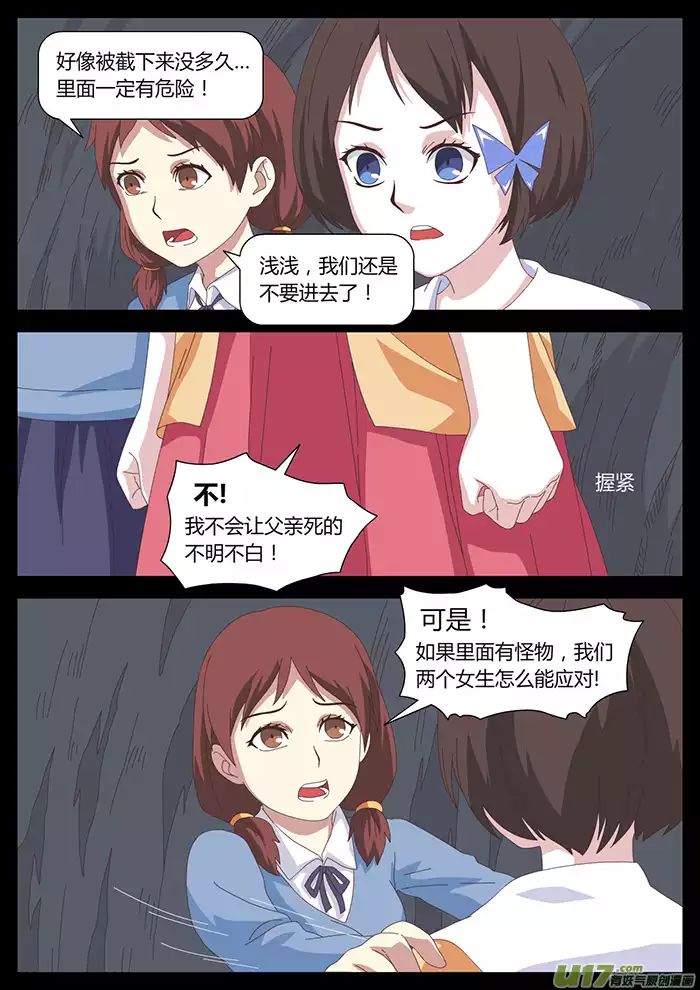 好像被截下来没多久...
里面一定有危险！
浅浅，我们还是
不要进去了！
不!
我不会让父亲死的
不明不白！
握紧
可是！
如果里面有怪物，我们
两个女生怎么能应对!
U17.com
有妖气原创漫画